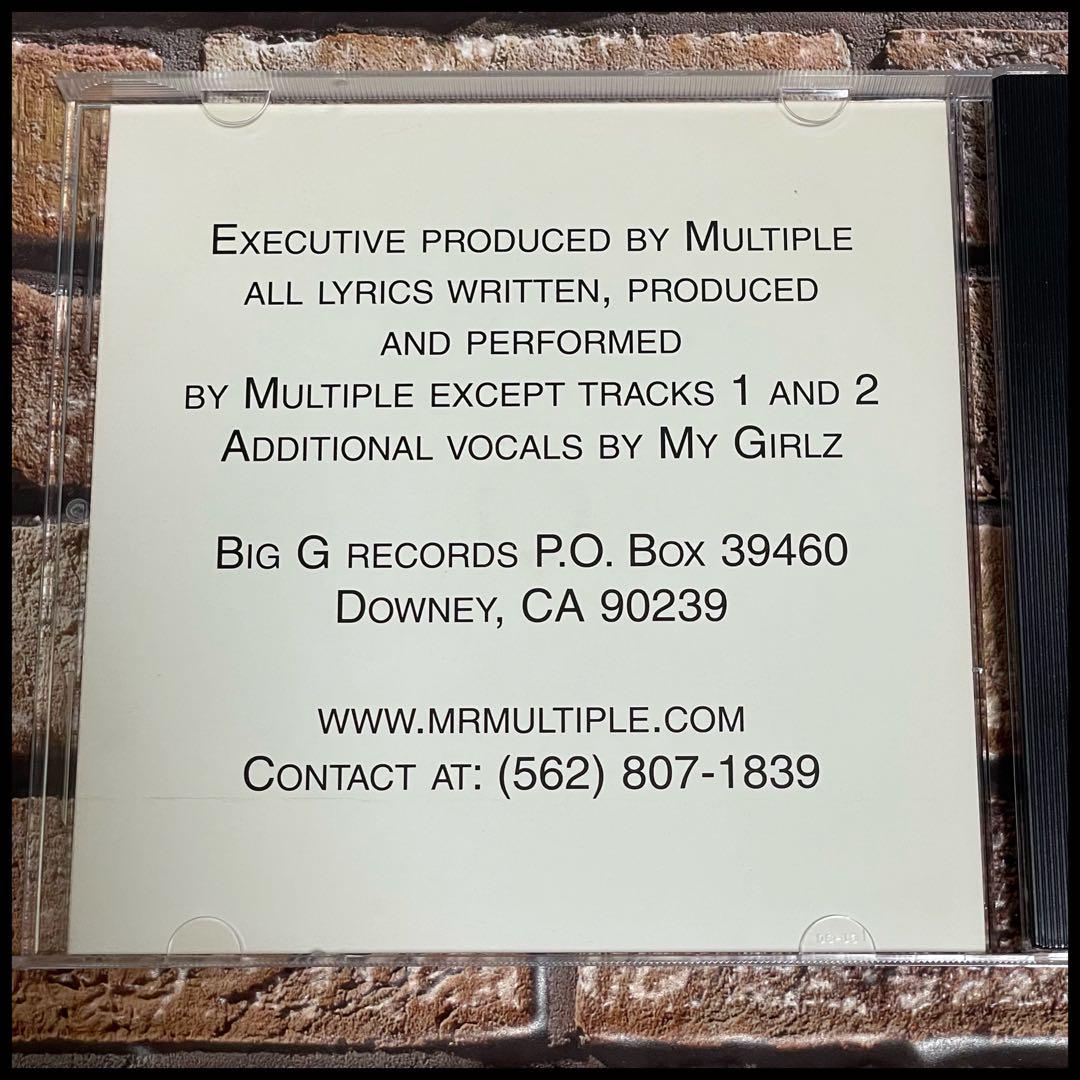 Executive produced by Multiple
all lyrics written, produced
and performed
by Multiple except tracks 1 and 2
Additional vocals by My Girlz
Big G records P.O. Box 39460
Downey, CA 90239
www.mrmultiple.com
Contact at: (562) 807-1839